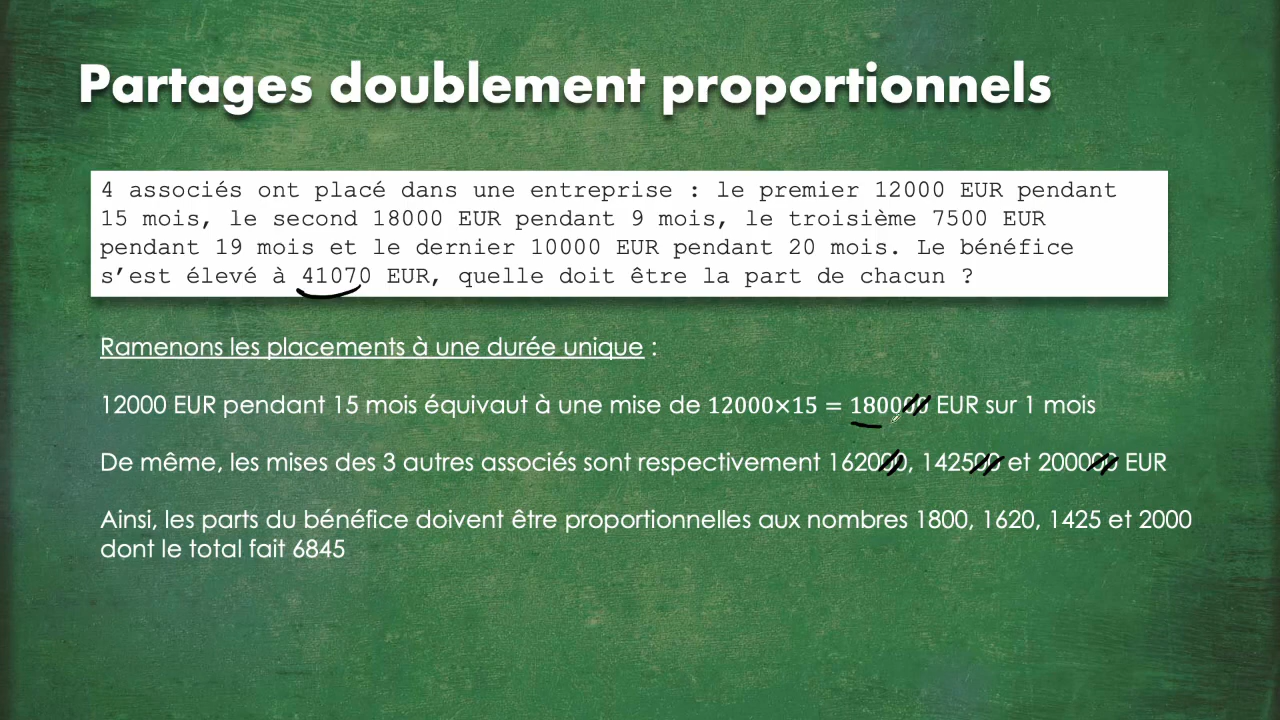 Partages doublement proportionnels
4 associés ont placé dans une entreprise : le premier 12000 EUR pendant
15 mois, le second 18000 EUR pendant 9 mois, le troisième 7500 EUR
pendant 19 mois et le dernier 10000 EUR pendant 20 mois. Le bénéfice
s’est élevé à 41070 EUR, quelle doit être la part de chacun ?
Ramenons les placements à une durée unique :
12000 EUR pendant 15 mois équivaut à une mise de 12000×15 = 180000 EUR sur 1 mois
De même, les mises des 3 autres associés sont respectivement 162000, 142500 et 200000 EUR
Ainsi, les parts du bénéfice doivent être proportionnelles aux nombres 1800, 1620, 1425 et 2000
dont le total fait 6845